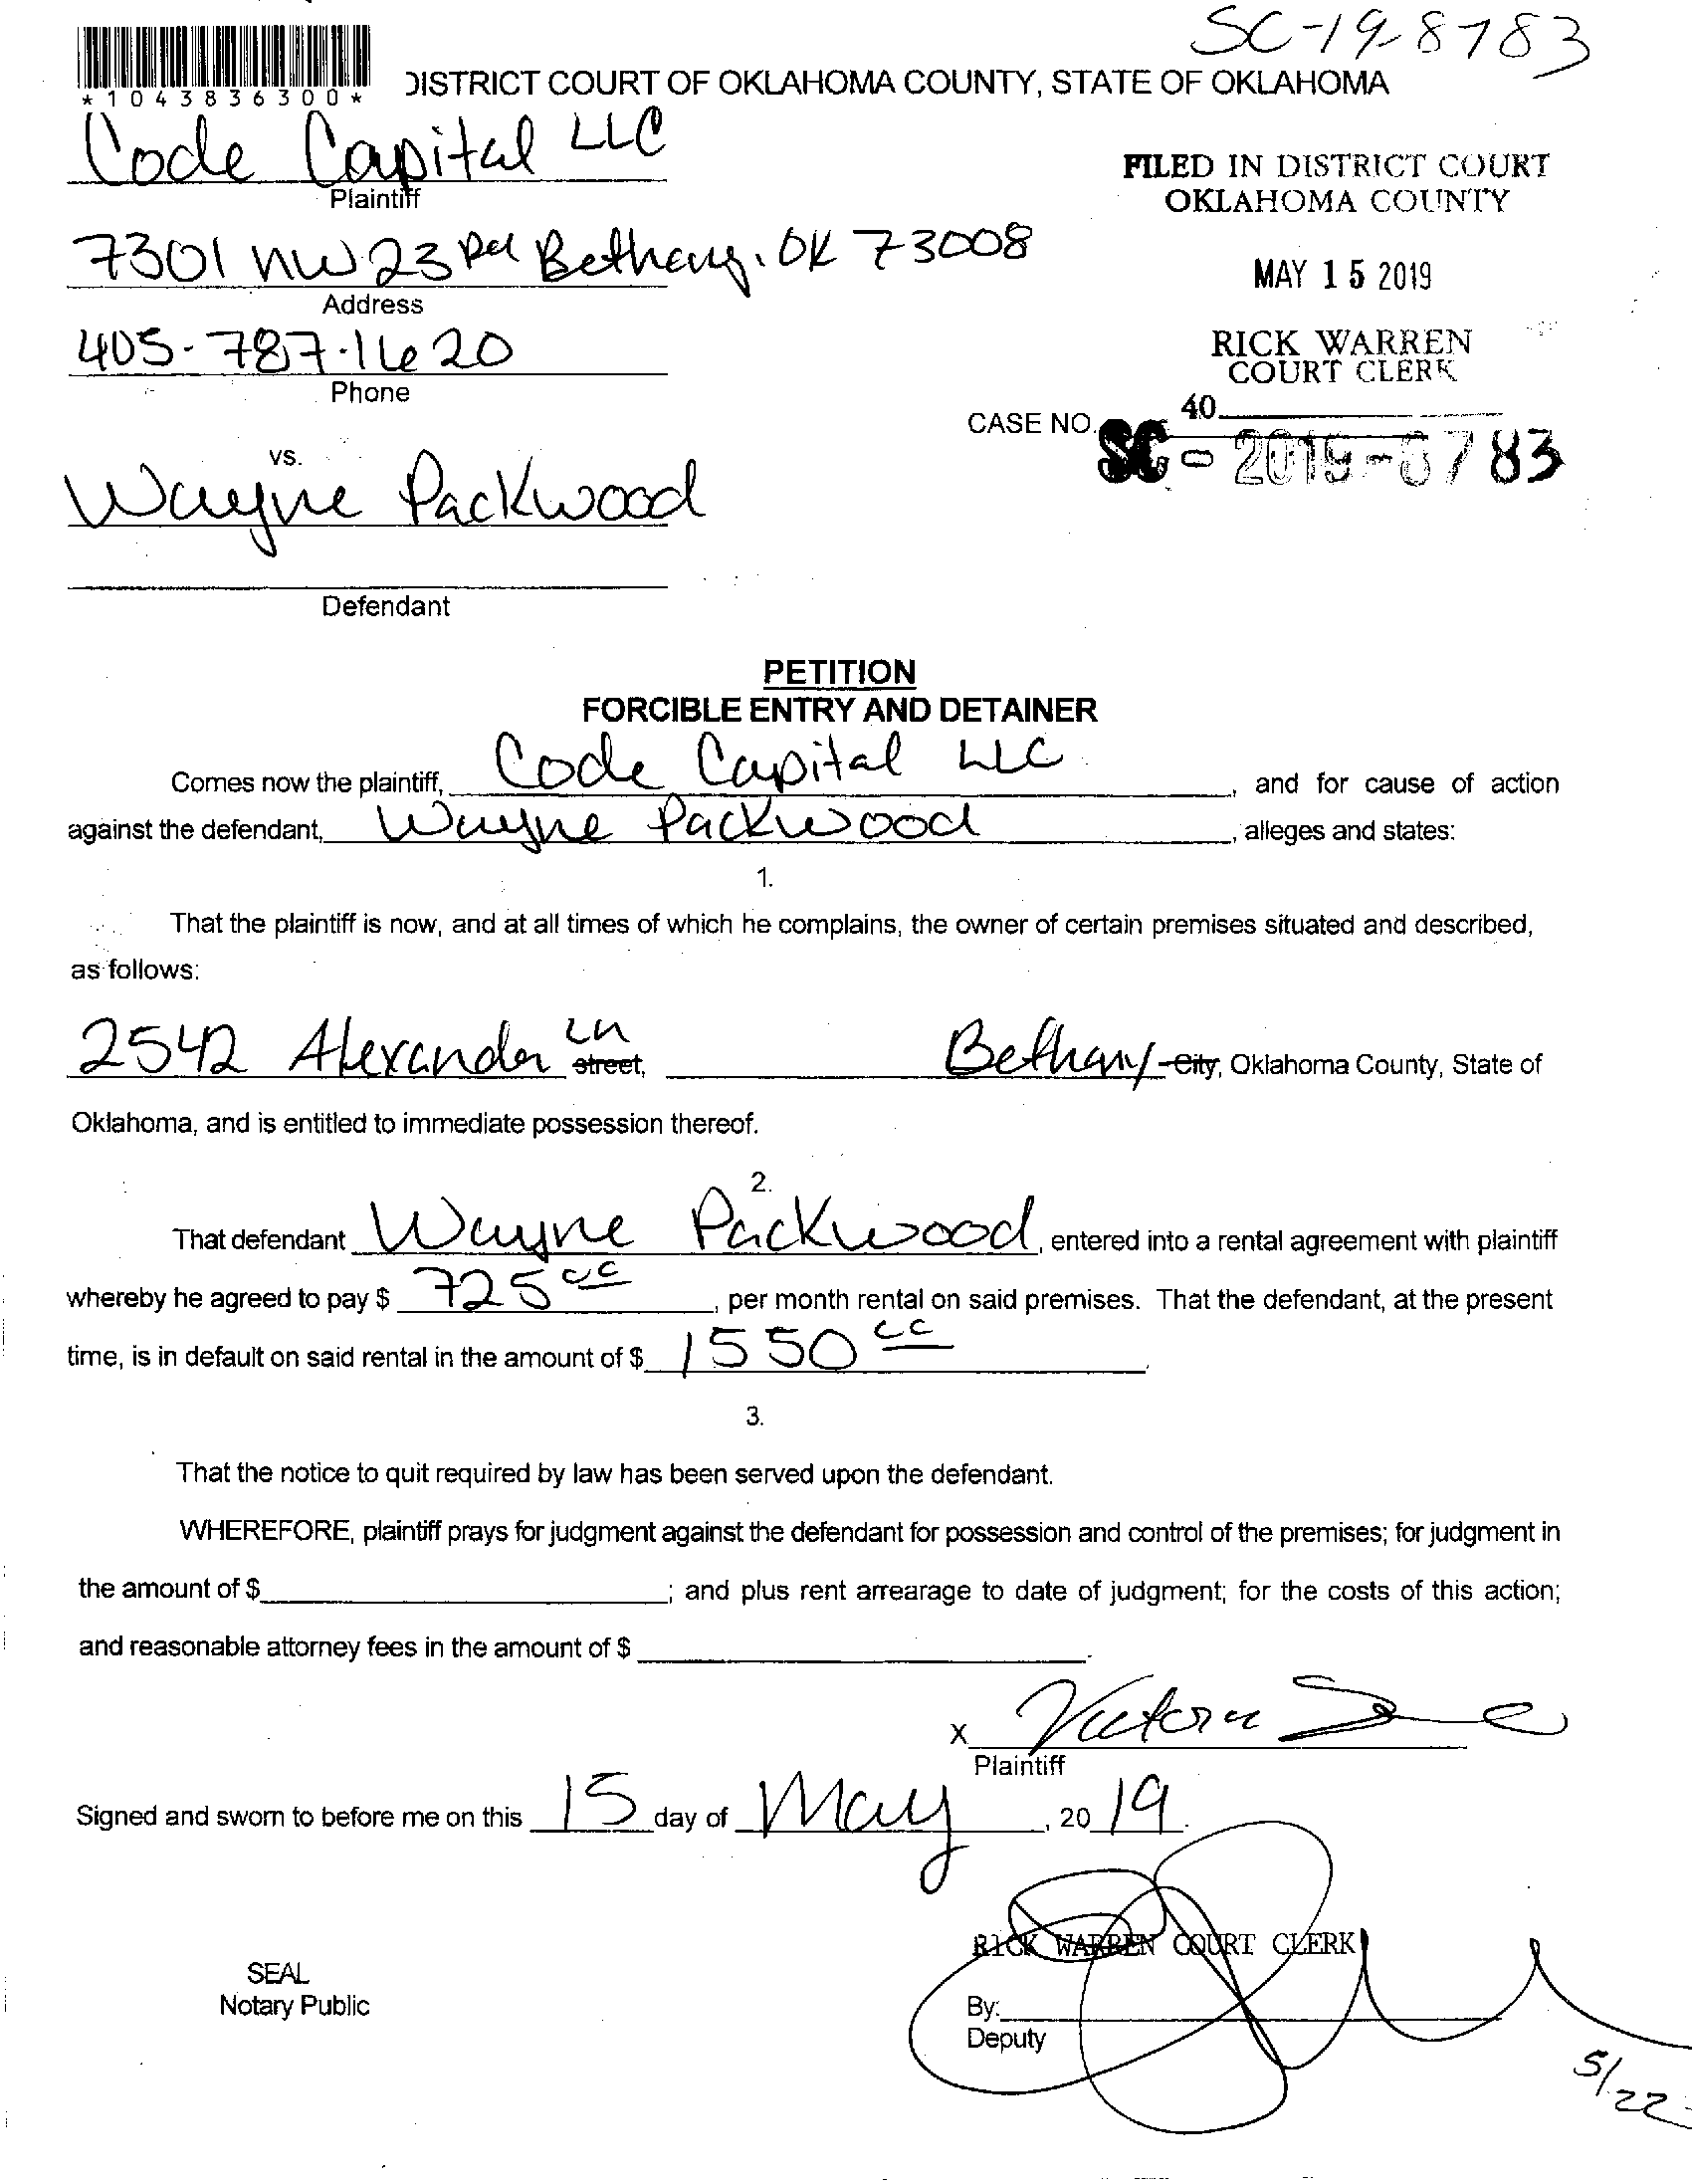 SC-19-8783
*1043836300*
DISTRICT COURT OF OKLAHOMA COUNTY, STATE OF OKLAHOMA
Code Capital LLC
Plaintiff
FILED IN DISTRICT COURT
OKLAHOMA COUNTY
7301 NW 23rd Bethany, OK 73008
Address
MAY 15 2019
405-787-1620
Phone
RICK WARREN
COURT CLERK
40
CASE NO. SC - 2019-8783
vs.
Wayne Packwood
Defendant
PETITION
FORCIBLE ENTRY AND DETAINER
Comes now the plaintiff, Code Capital LLC, and for cause of action
against the defendant, Wayne Packwood, alleges and states:
1.
That the plaintiff is now, and at all times of which he complains, the owner of certain premises situated and described,
as follows:
2542 Alexander Ln street, Bethany City, Oklahoma County, State of
Oklahoma, and is entitled to immediate possession thereof.
2.
That defendant Wayne Packwood, entered into a rental agreement with plaintiff
whereby he agreed to pay $ 725.00, per month rental on said premises. That the defendant, at the present
time, is in default on said rental in the amount of $ 1550.00.
3.
That the notice to quit required by law has been served upon the defendant.
WHEREFORE, plaintiff prays for judgment against the defendant for possession and control of the premises; for judgment in
the amount of $; and plus rent arrearage to date of judgment; for the costs of this action;
and reasonable attorney fees in the amount of $.
X
Plaintiff
Signed and sworn to before me on this 15 day of May, 2019.
RICK WARREN COURT CLERK
SEAL
Notary Public
By:
Deputy
5/22